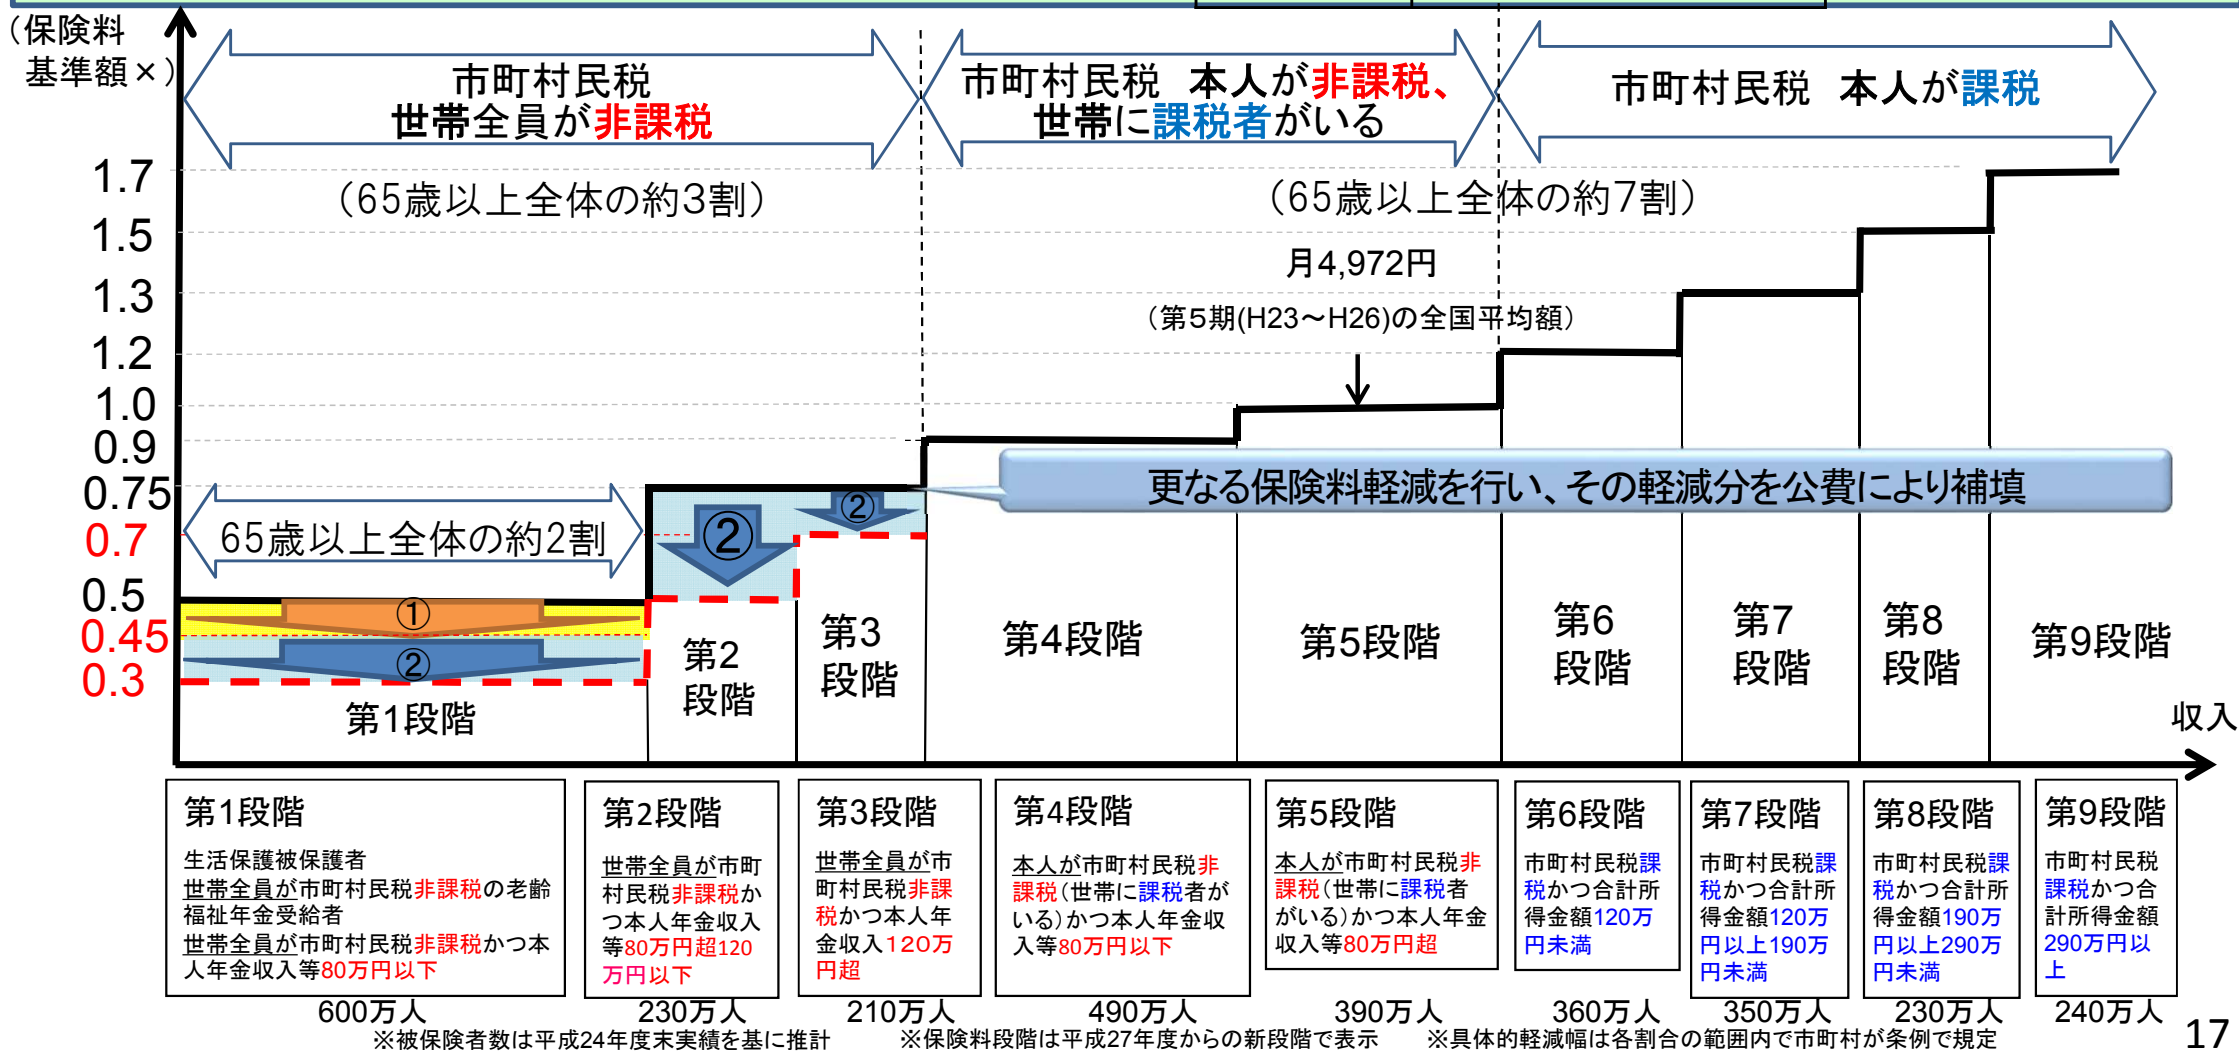 （保険料
基準額×）
市町村民税
世帯全員が非課税
市町村民税　本人が非課税、
世帯に課税者がいる
市町村民税　本人が課税
1.7
（65歳以上全体の約3割）
（65歳以上全体の約7割）
1.5
月4,972円
1.3
（第5期(H23～H26)の全国平均額）
1.2
1.0
0.9
0.75
更なる保険料軽減を行い、その軽減分を公費により補填
②
②
0.7
65歳以上全体の約2割
0.5
①
0.45
②
0.3
第1段階
第2
段階
第3
段階
第4段階
第5段階
第6
段階
第7
段階
第8
段階
第9段階
収入
第1段階
生活保護被保護者
世帯全員が市町村民税非課税の老齢
福祉年金受給者
世帯全員が市町村民税非課税かつ本
人年金収入等80万円以下
600万人
第2段階
世帯全員が市町
村民税非課税か
つ本人年金収入
等80万円超120
万円以下
230万人
第3段階
世帯全員が市
町村民税非課
税かつ本人年
金収入120万
円超
210万人
第4段階
本人が市町村民税非
課税（世帯に課税者が
いる）かつ本人年金収
入等80万円以下
490万人
第5段階
本人が市町村民税非
課税（世帯に課税者
がいる）かつ本人年金
収入等80万円超
390万人
第6段階
市町村民税課
税かつ合計所
得金額120万
円未満
360万人
第7段階
市町村民税課
税かつ合計所
得金額120万
円以上190万
円未満
350万人
第8段階
市町村民税課
税かつ合計所
得金額190万
円以上290万
円未満
230万人
第9段階
市町村民税
課税かつ合
計所得金額
290万円以
上
240万人
※被保険者数は平成24年度末実績を基に推計
※保険料段階は平成27年度からの新段階で表示
※具体的軽減幅は各割合の範囲内で市町村が条例で規定
17